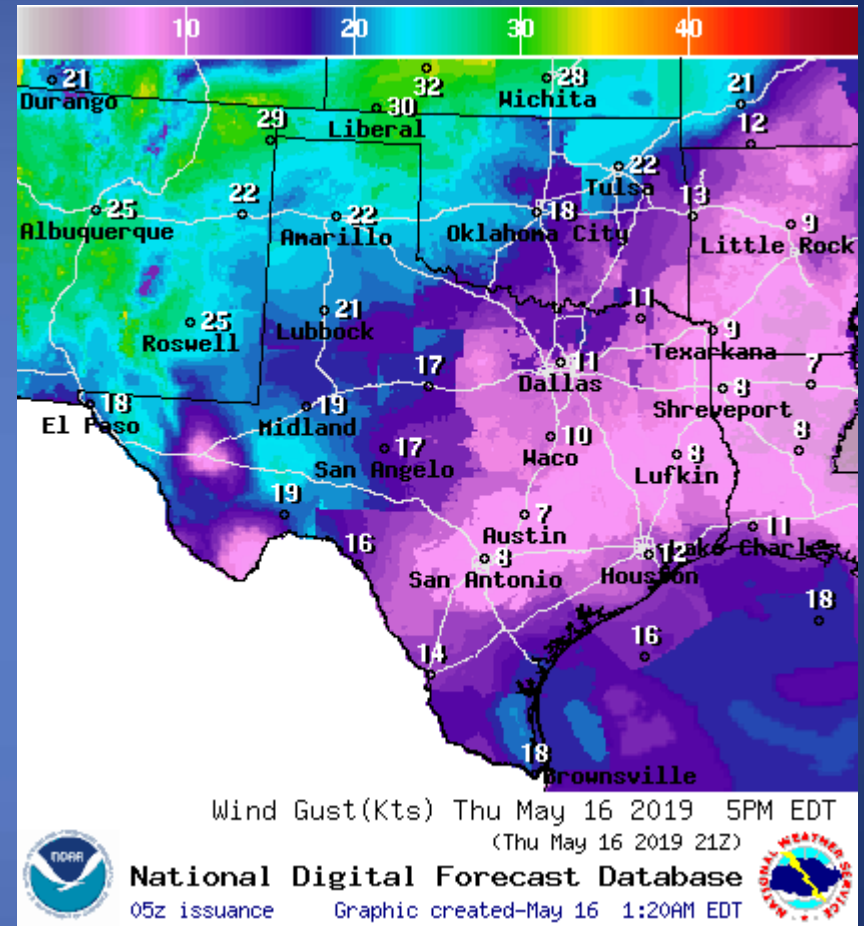 10 20 30 40
21
Durango
32
28
Wichita
21
30
Liberal
29
12
22
Tulsa
25
Albuquerque
22
22
Amarillo
18
Oklahoma City
13
9
Little Rock
25
Roswell
21
Lubbock
11
9
Texarkana
11
Dallas
17
7
8
Shreveport
18
El Paso
19
Midland
17
San Angelo
10
Waco
8
Lufkin
8
19
7
Austin
11
Lake Charl
16
8
San Antonio
12
Houston
18
16
14
18
Brownsville
Wind Gust(Kts) Thu May 16 2019 5PM EDT
(Thu May 16 2019 21Z)
National Digital Forecast Database
05z issuance Graphic created-May 16 1:20AM EDT
NOAA
NATIONAL WEATHER SERVICE